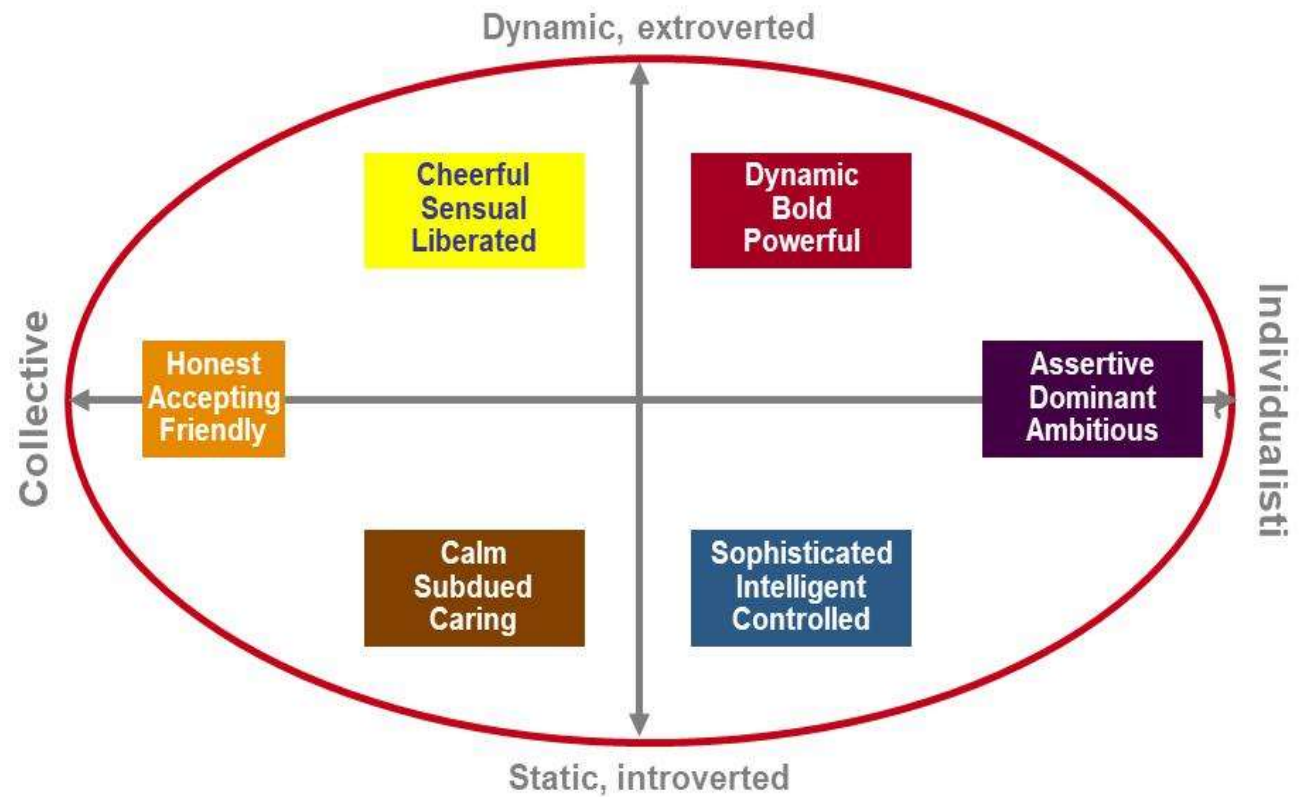 Dynamic, extroverted
Cheerful
Sensual
Liberated
Dynamic
Bold
Powerful
Collective
Honest
Accepting
Friendly
Assertive
Dominant
Ambitious
Individualisti
Calm
Subdued
Caring
Sophisticated
Intelligent
Controlled
Static, introverted